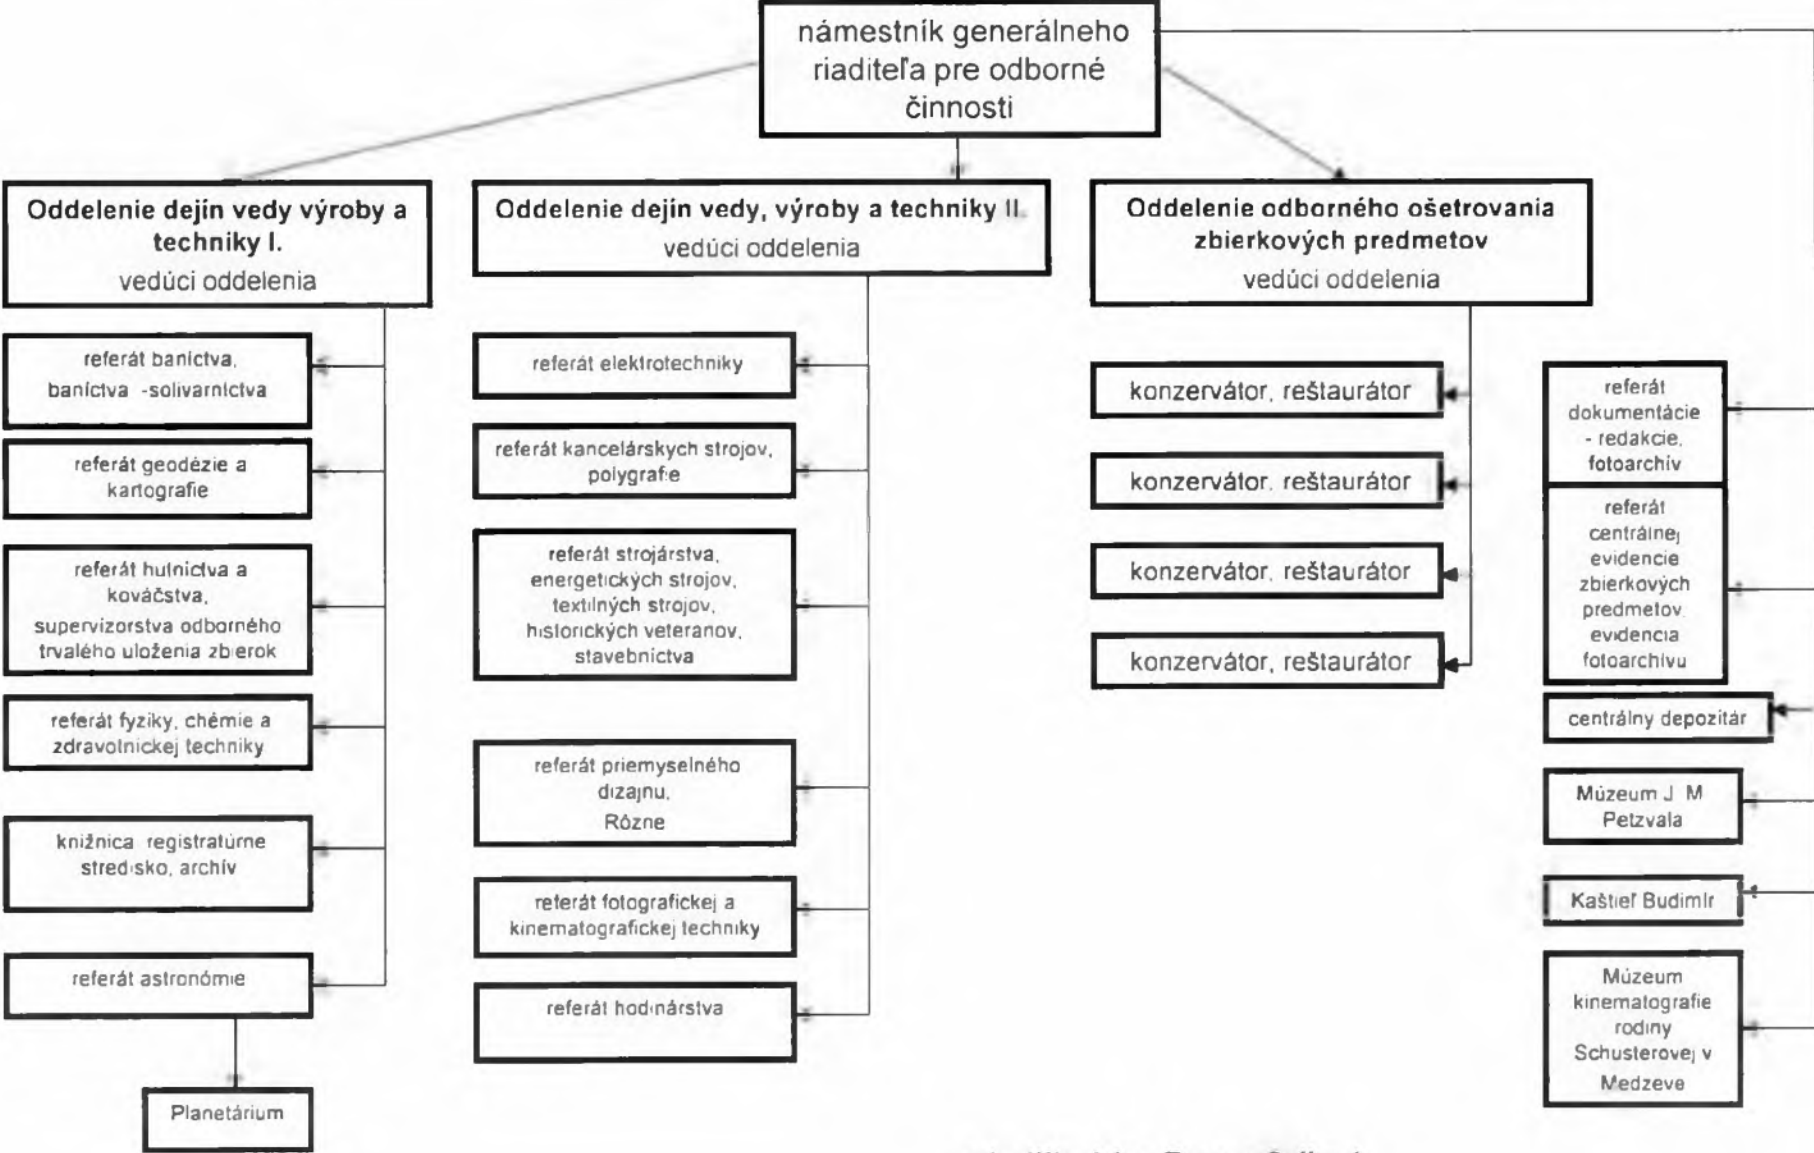 námestník generálneho
riaditeľa pre odborné
činnosti
Oddelenie dejín vedy výroby a
techniky I.
vedúci oddelenia
referát baníctva,
baníctva -solivarníctva
referát geodézie a
kartografie
referát hutníctva a
kováčstva,
supervizorstva odborného
trvalého uloženia zbierok
referát fyziky, chémie a
zdravotnickej techniky
knižnica registratúrne
stredisko, archív
referát astronómie
Planetárium
Oddelenie dejín vedy, výroby a techniky II.
vedúci oddelenia
referát elektrotechniky
referát kancelárskych strojov,
polygrafie
referát strojárstva,
energetických strojov,
textilných strojov,
historických veteranov,
stavebníctva
referát priemyselného
dizajnu,
Rôzne
referát fotografickej a
kinematografickej techniky
referát hodinárstva
Oddelenie odborného ošetrovania
zbierkových predmetov
vedúci oddelenia
konzervátor, reštaurátor
konzervátor, reštaurátor
konzervátor, reštaurátor
konzervátor, reštaurátor
referát
dokumentácie
- redakcie,
fotoarchív
referát
centrálnej
evidencie
zbierkových
predmetov,
evidencia
fotoarchívu
centrálny depozitár
Múzeum J M
Petzvala
Kaštieľ Budimír
Múzeum
kinematografie
rodiny
Schusterovej v
Medzeve